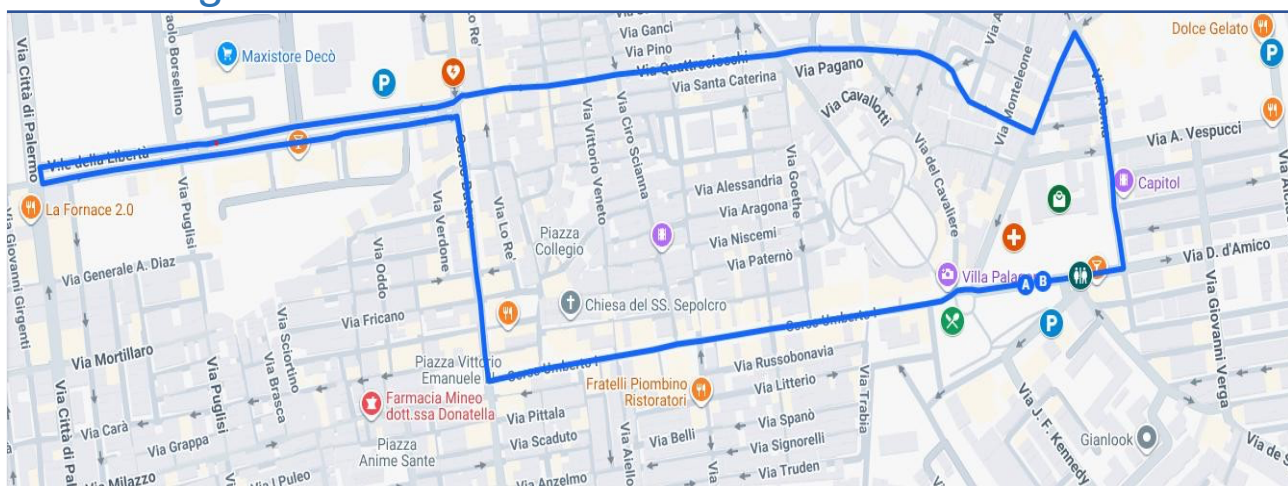 Dolce Gelato
Via Ganci
Via Pino
Via Quattrociocchi
Via Santa Caterina
Via Pagano
Via Monteleone
Via Roma
Via Città di Palermo
Maxistore Decò
Via Cavallotti
Via A. Vespucci
V.le della Libertà
Via Puglisi
Corso Butera
Via Lo Re'
Via Vittorio Veneto
Via Ciro Scianna
Via Alessandria
Via Goethe
Via del Cavaliere
Capitol
La Fornace 2.0
Via Giovanni Girgenti
Via Verdone
Via Aragona
Piazza
Collegio
Via Niscemi
Via Paternò
Via Generale A. Diaz
Via Oddo
Via D. d'Amico
A
B
Chiesa del SS. Sepolcro
Via Fricano
Via Sciortino
Via Mortillaro
Via Puglisi
Via Brasca
Piazza Vittorio
Emanuele
Corso Umberto I
Corso Umberto I
Via Russobonavia
Via Litterio
Via Trabia
Via Giovanni Verga
Fratelli Piombino
Ristoratori
Farmacia Mineo
dott.ssa Donatella
Via Pittala
Via Spanò
Via J. F. Kennedy
Gianlook
Via Carà
Via Grappa
Via Scaduto
Via Aiello
Via Belli
Via Signorelli
Piazza
Anime Sante
Via Truden
Via Milazzo
Via I Puleo
Via Anzelmo